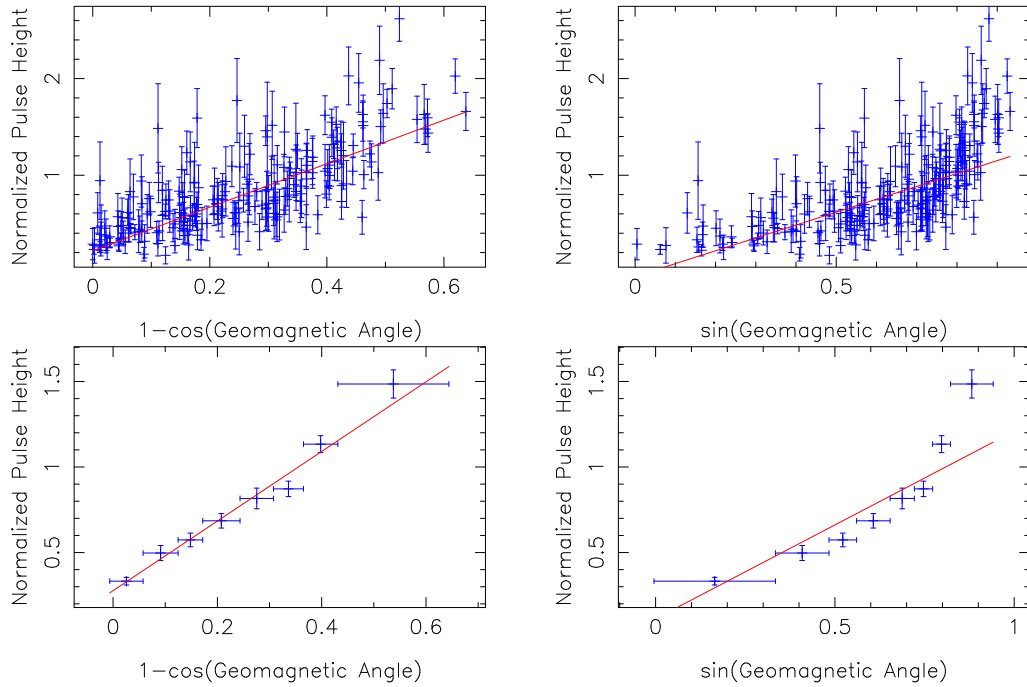 Normalized Pulse Height
1
2
0
0.2
0.4
0.6
1−cos(Geomagnetic Angle)
Normalized Pulse Height
1
2
0.5
1
sin(Geomagnetic Angle)
Normalized Pulse Height
0.5
1
1.5
0
0.2
0.4
0.6
1−cos(Geomagnetic Angle)
Normalized Pulse Height
0.5
1
1.5
0
0.5
1
sin(Geomagnetic Angle)